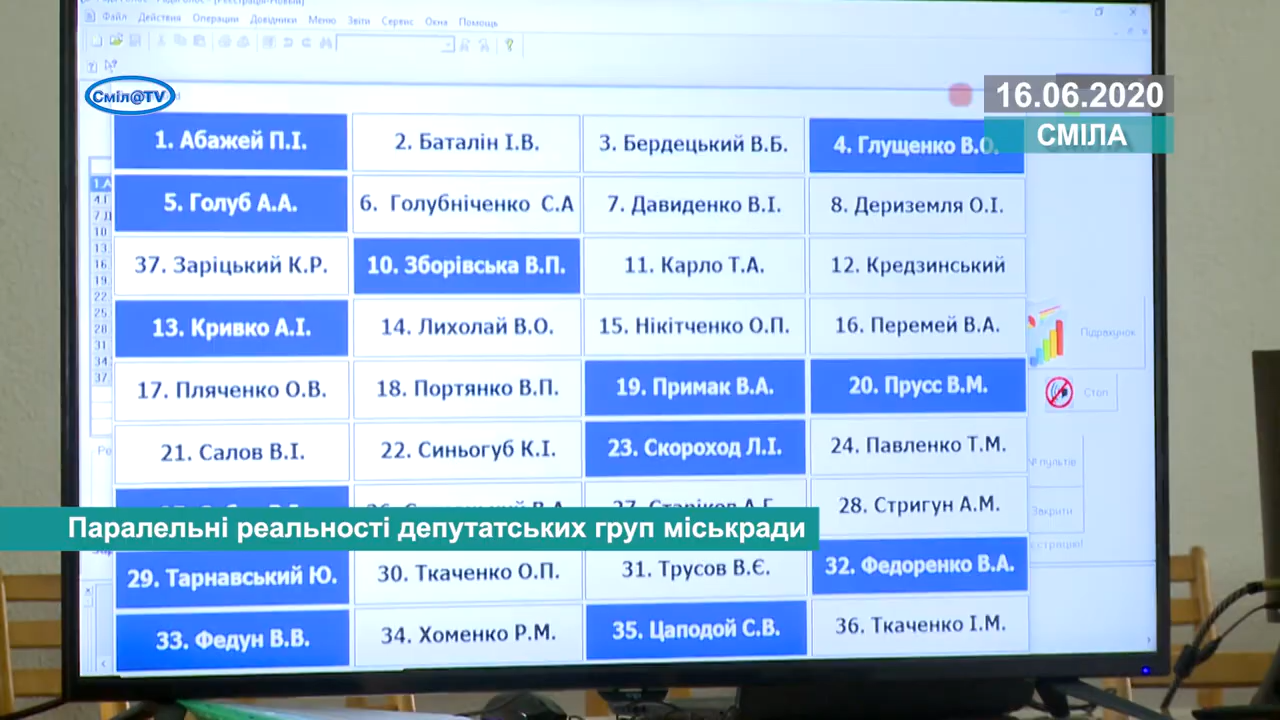 Файл Действия Операции Довідники Меню Звіти Сервис Окна Помощь
Сміл@TV
16.06.2020
СМІЛА
1. Абажей П.І. 2. Баталін І.В. 3. Бердецький В.Б. 4. Глущенко В.О.
5. Голуб А.А. 6. Голубніченко С.А 7. Давиденко В.І. 8. Дериземля О.І.
37. Заріцький К.Р. 10. Зборівська В.П. 11. Карло Т.А. 12. Кредзинський
13. Кривко А.І. 14. Лихолай В.О. 15. Нікітченко О.П. 16. Перемей В.А.
Підрахунок
17. Пляченко О.В. 18. Портянко В.П. 19. Примак В.А. 20. Прусс В.М.
Стоп
21. Салов В.І. 22. Синьогуб К.І. 23. Скороход Л.І. 24. Павленко Т.М.
№ пультів
28. Стригун А.М.
Закрити
Паралельні реальності депутатських груп міськради
29. Тарнавський Ю. 30. Ткаченко О.П. 31. Трусов В.Є. 32. Федоренко В.А.
33. Федун В.В. 34. Хоменко Р.М. 35. Цаподой С.В. 36. Ткаченко І.М.